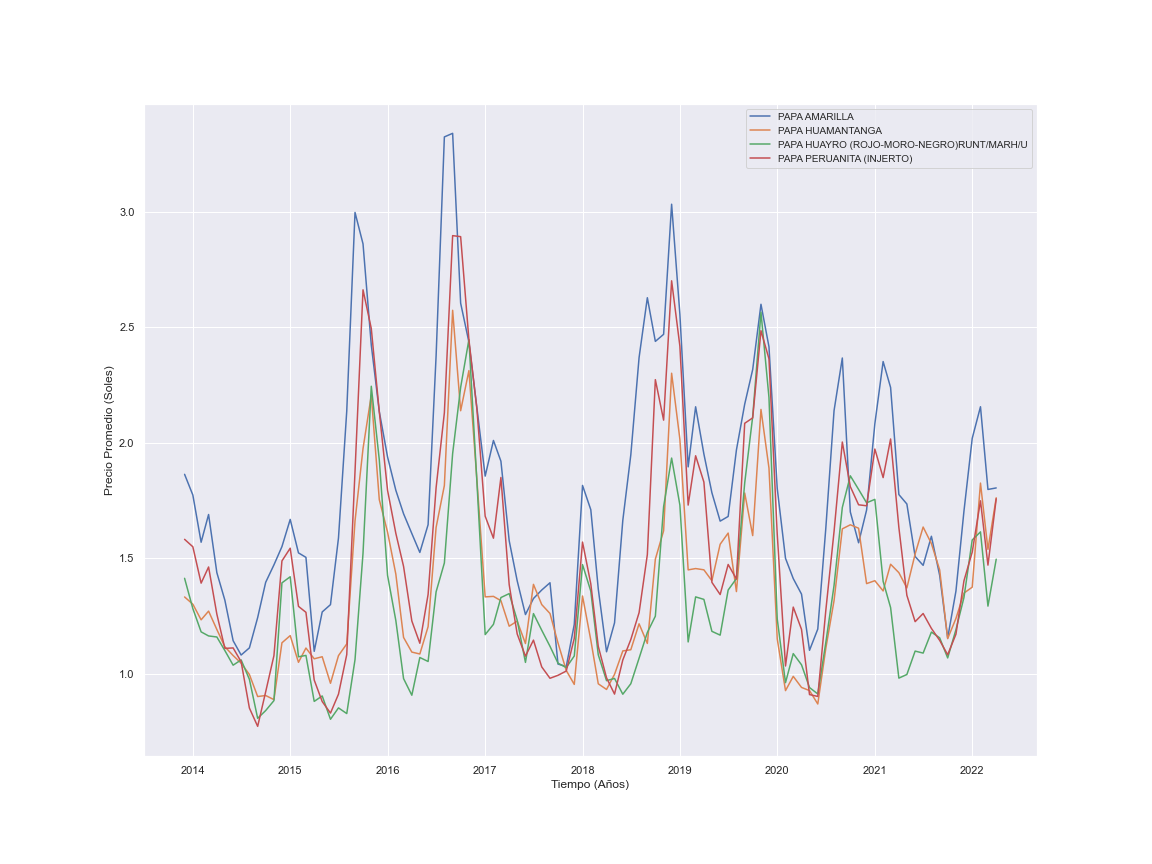 PAPA AMARILLA
PAPA HUAMANTANGA
PAPA HUAYRO (ROJO-MORO-NEGRO)RUNT/MARH/U
PAPA PERUANITA (INJERTO)
3.0
2.5
2.0
1.5
1.0
Precio Promedio (Soles)
2014 2015 2016 2017 2018 2019 2020 2021 2022
Tiempo (Años)